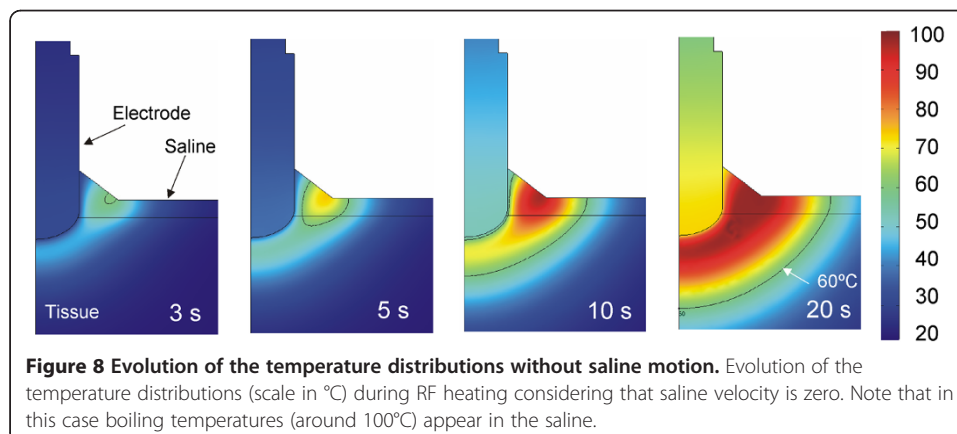 Electrode
Saline
Tissue
3 s
5 s
10 s
60ºC
20 s
100
90
80
70
60
50
40
30
20
Figure 8 Evolution of the temperature distributions without saline motion. Evolution of the
temperature distributions (scale in °C) during RF heating considering that saline velocity is zero. Note that in
this case boiling temperatures (around 100°C) appear in the saline.